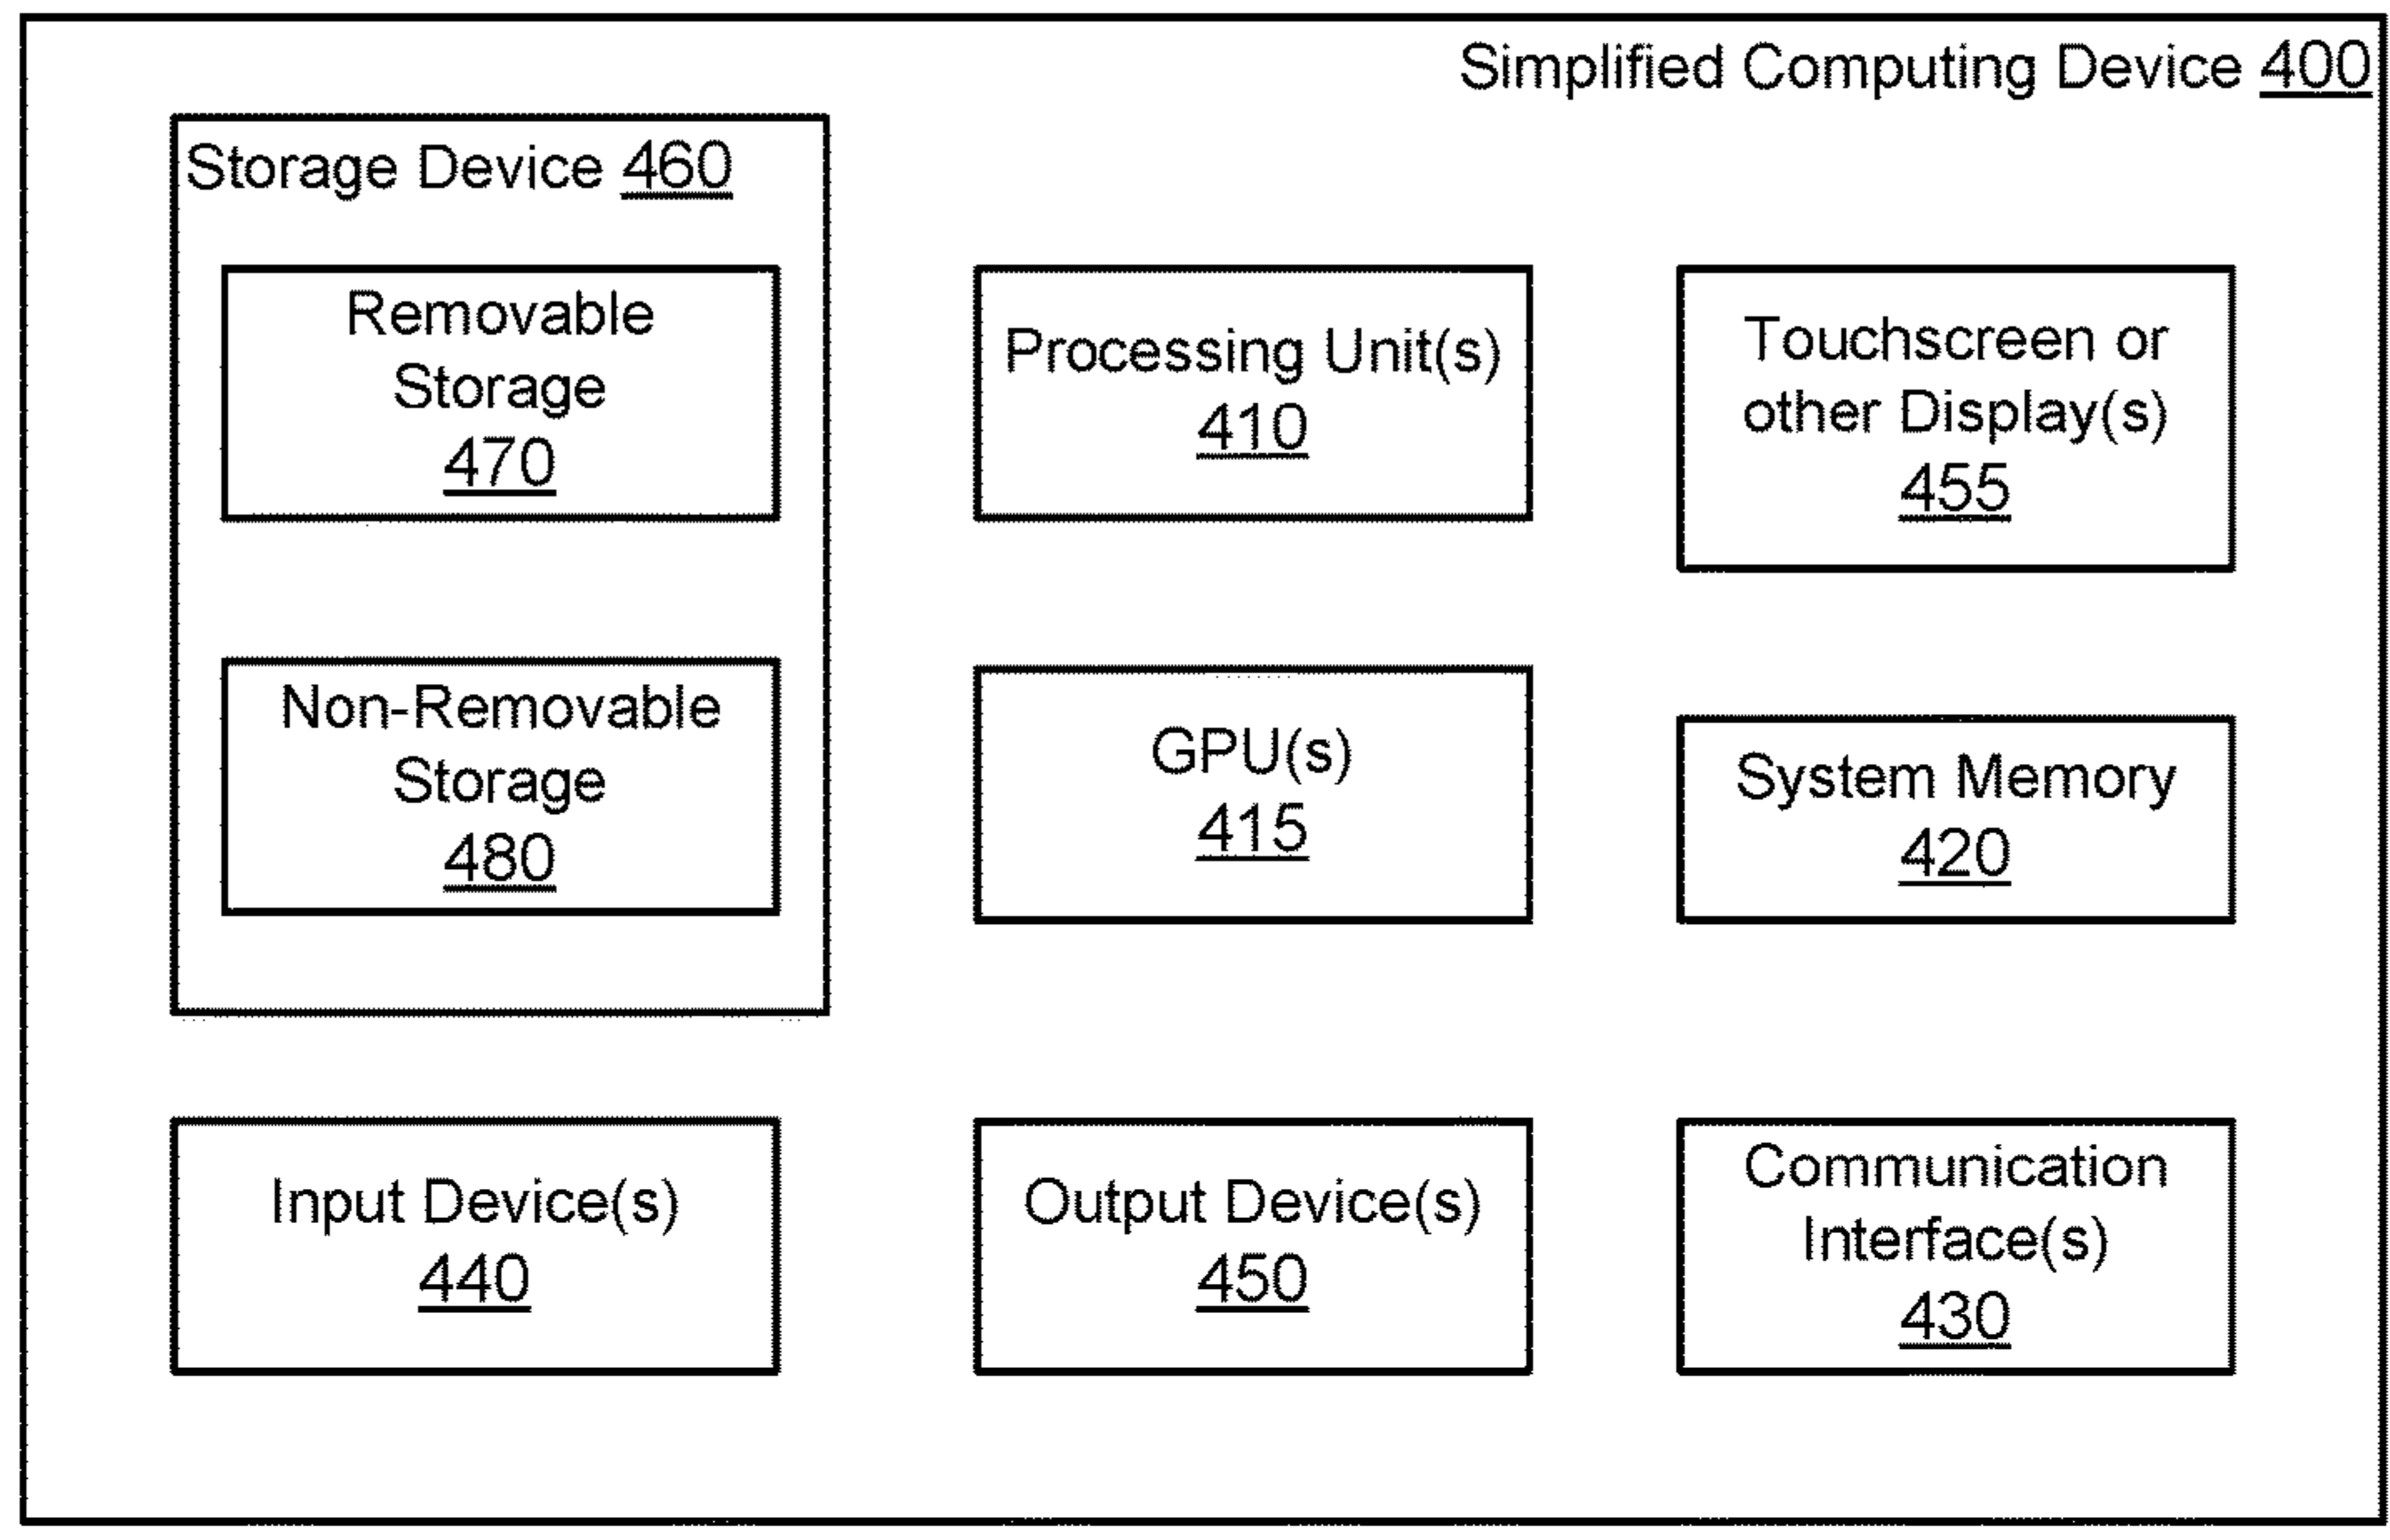 Simplified Computing Device 400
Storage Device 460
Removable
Storage
470
Processing Unit(s)
410
Touchscreen or
other Display(s)
455
Non-Removable
Storage
480
GPU(s)
415
System Memory
420
Input Device(s)
440
Output Device(s)
450
Communication
Interface(s)
430